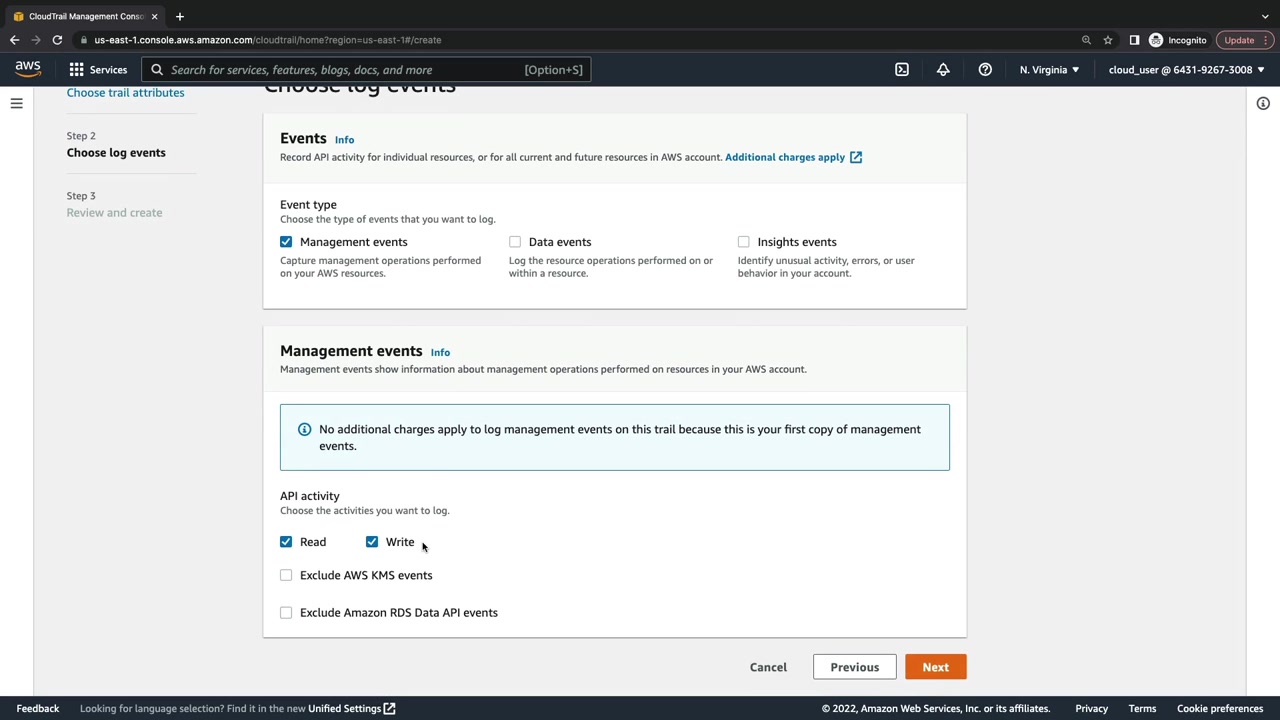 CloudTrail Management Conso
us-east-1.console.aws.amazon.com/cloudtrail/home?region=us-east-1#/create
Incognito
Update
aws
Services
Search for services, features, blogs, docs, and more
[Option+S]
N. Virginia
cloud_user @ 6431-9267-3008
Choose trail attributes
Step 2
Choose log events
Step 3
Review and create
Choose log events
Events Info
Record API activity for individual resources, or for all current and future resources in AWS account. Additional charges apply
Event type
Choose the type of events that you want to log.
Management events
Capture management operations performed
on your AWS resources.
Data events
Log the resource operations performed on or
within a resource.
Insights events
Identify unusual activity, errors, or user
behavior in your account.
Management events Info
Management events show information about management operations performed on resources in your AWS account.
No additional charges apply to log management events on this trail because this is your first copy of management
events.
API activity
Choose the activities you want to log.
Read
Write
Exclude AWS KMS events
Exclude Amazon RDS Data API events
Cancel
Previous
Next
Feedback
Looking for language selection? Find it in the new Unified Settings
© 2022, Amazon Web Services, Inc. or its affiliates.
Privacy
Terms
Cookie preferences